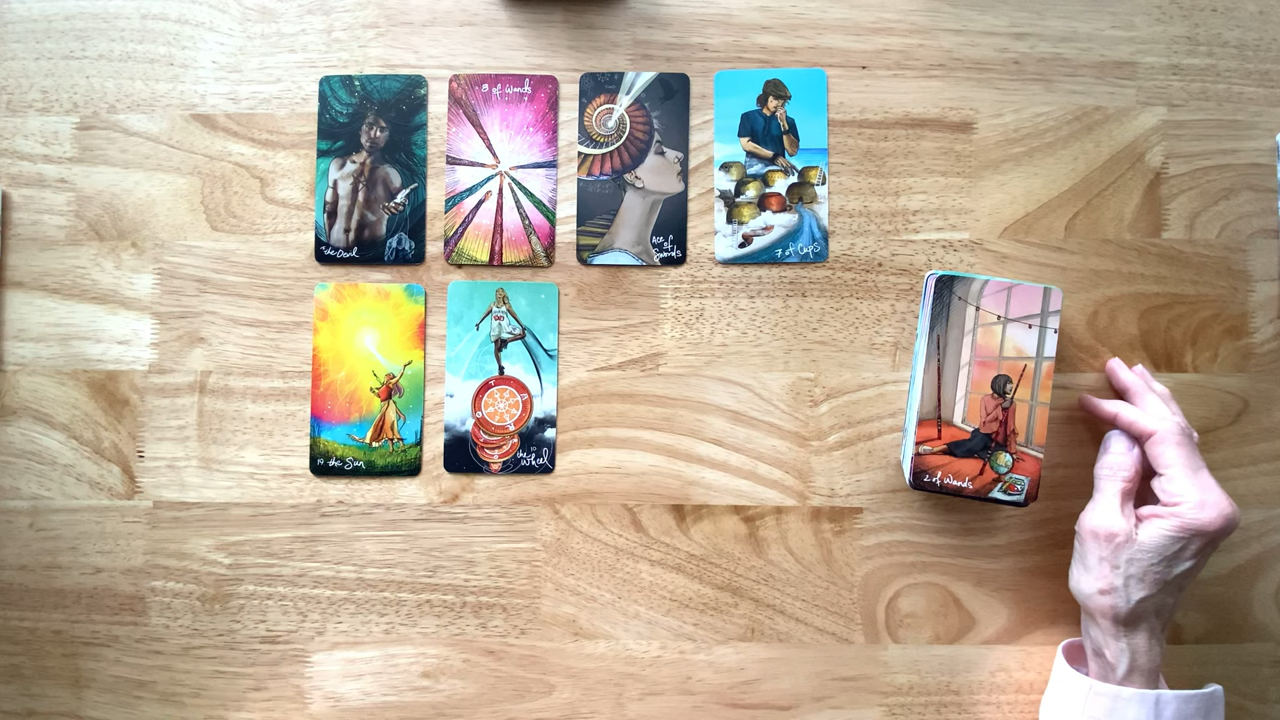 the Devil
8 of Wands
Ace
of
Swords
7 of Cups
19 the Sun
10
the
Wheel
2 of Wands